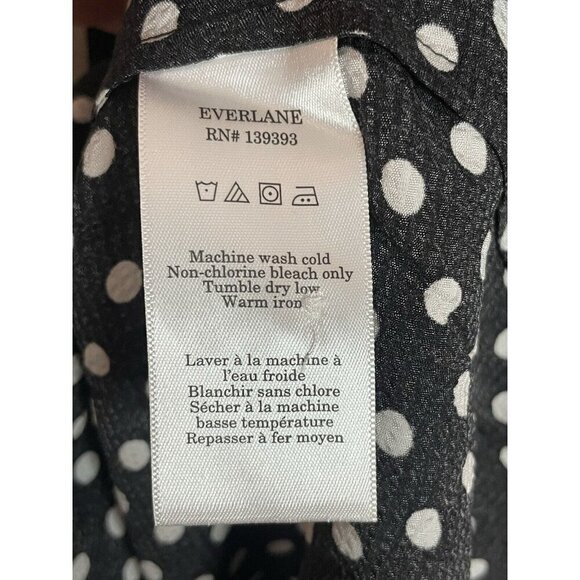 EVERLANE
RN# 139393
Machine wash cold
Non-chlorine bleach only
Tumble dry low
Warm iron
Laver à la machine à
l'eau froide
Blanchir sans chlore
Sécher à la machine
basse température
Repasser à fer moyen